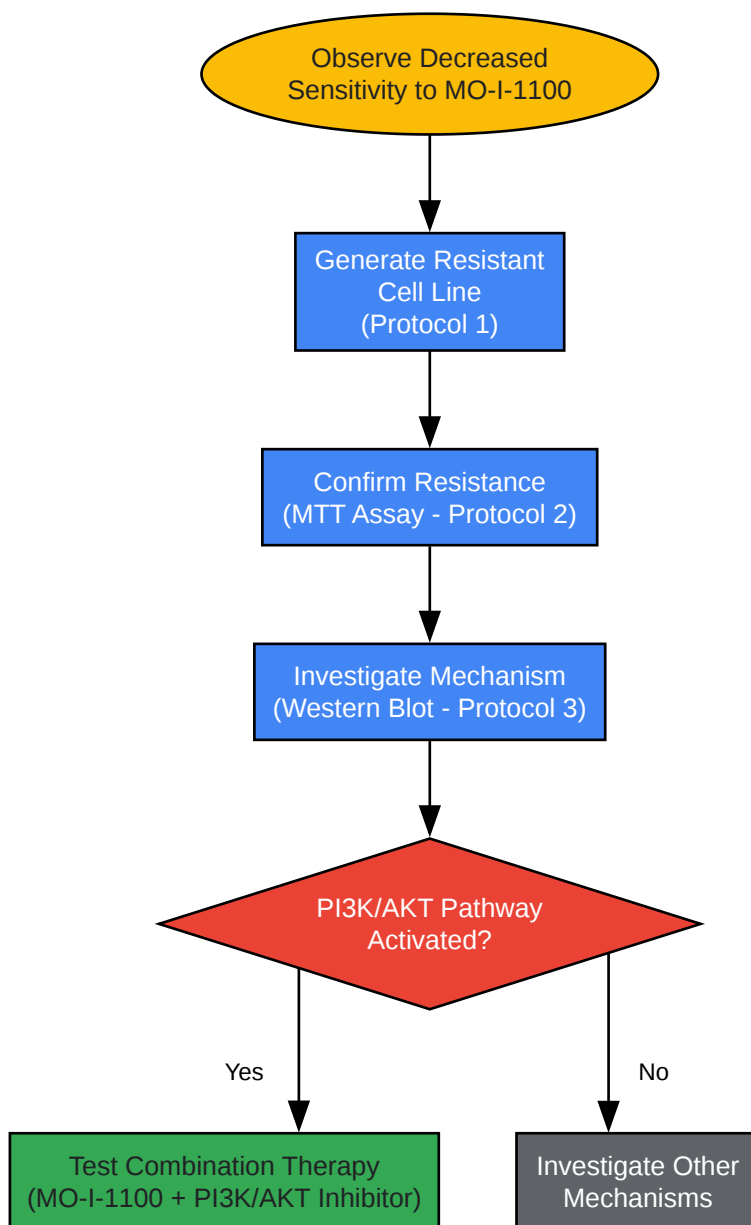 Observe Decreased
Sensitivity to MO-I-1100
Generate Resistant
Cell Line
(Protocol 1)
Confirm Resistance
(MTT Assay - Protocol 2)
Investigate Mechanism
(Western Blot - Protocol 3)
PI3K/AKT Pathway
Activated?
Yes
No
Test Combination Therapy
(MO-I-1100 + PI3K/AKT Inhibitor)
Investigate Other
Mechanisms